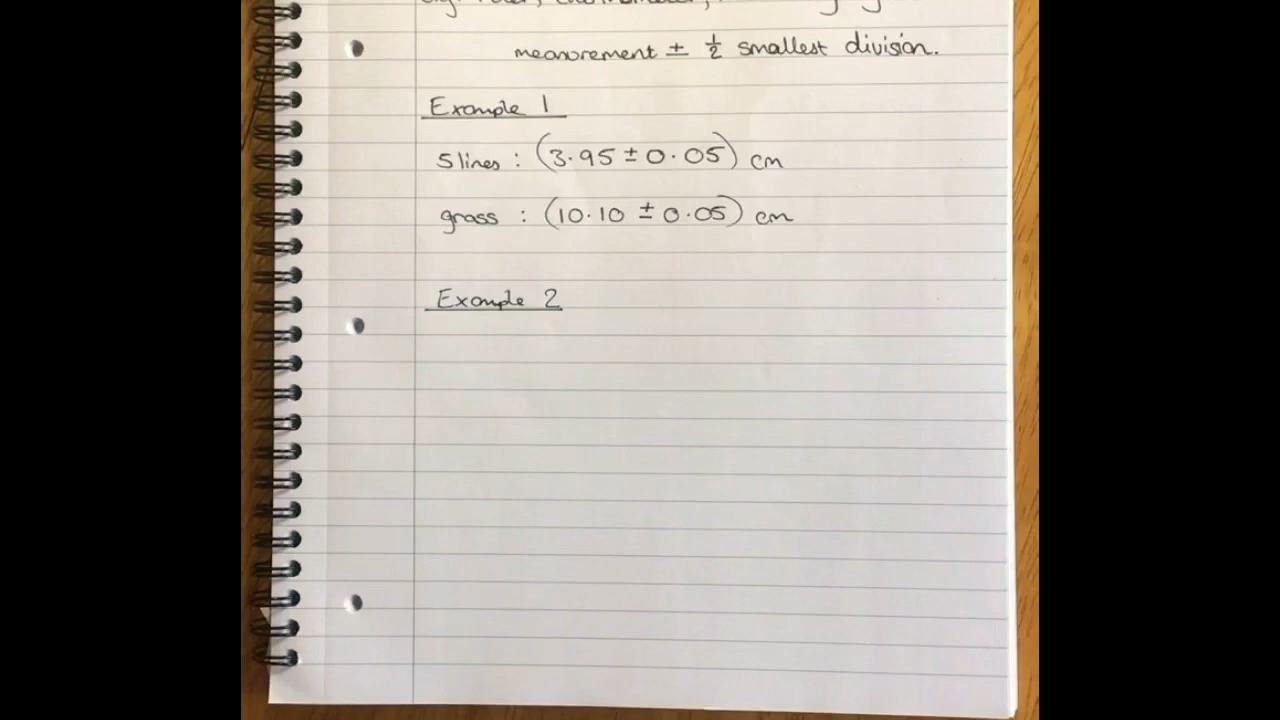 measurement ± ½ smallest division.
Example 1
5 lines : (3.95 ± 0.05) cm
grass : (10.10 ± 0.05) cm
Example 2